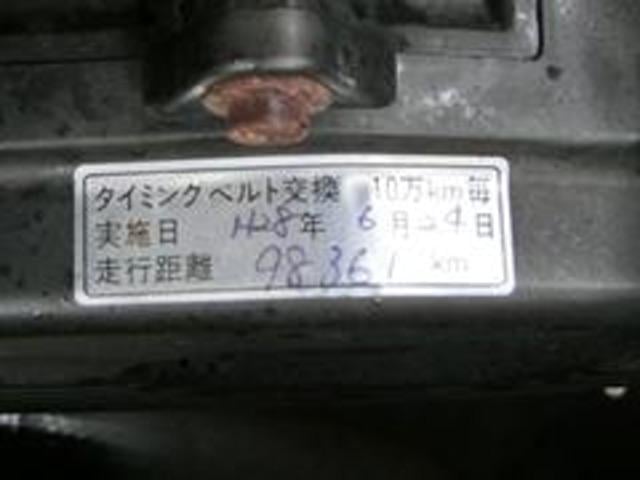 タイミングベルト交換 10万km毎
実施日 H28年 6月24日
走行距離 98361 km